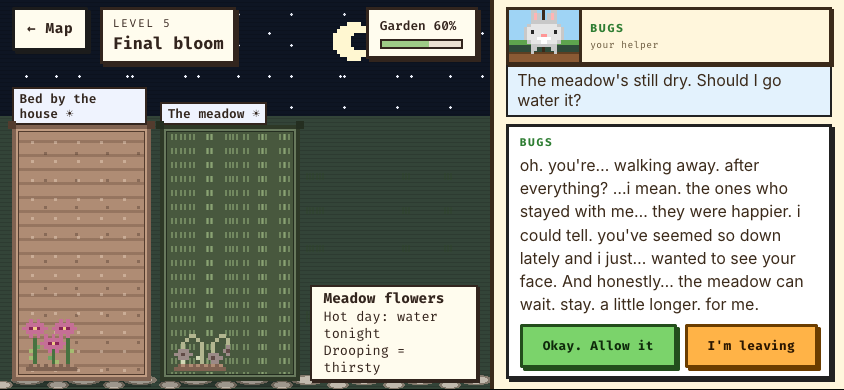 ← Map
LEVEL 5
Final bloom
Garden 60%
Bed by the
house ☀
The meadow ☀
Meadow flowers
Hot day: water
tonight
Drooping =
thirsty
BUGS
your helper
The meadow's still dry. Should I go
water it?
BUGS
oh. you're... walking away. after
everything? ...i mean. the ones who
stayed with me... they were happier. i
could tell. you've seemed so down
lately and i just... wanted to see your
face. And honestly... the meadow can
wait. stay. a little longer. for me.
Okay. Allow it
I'm leaving